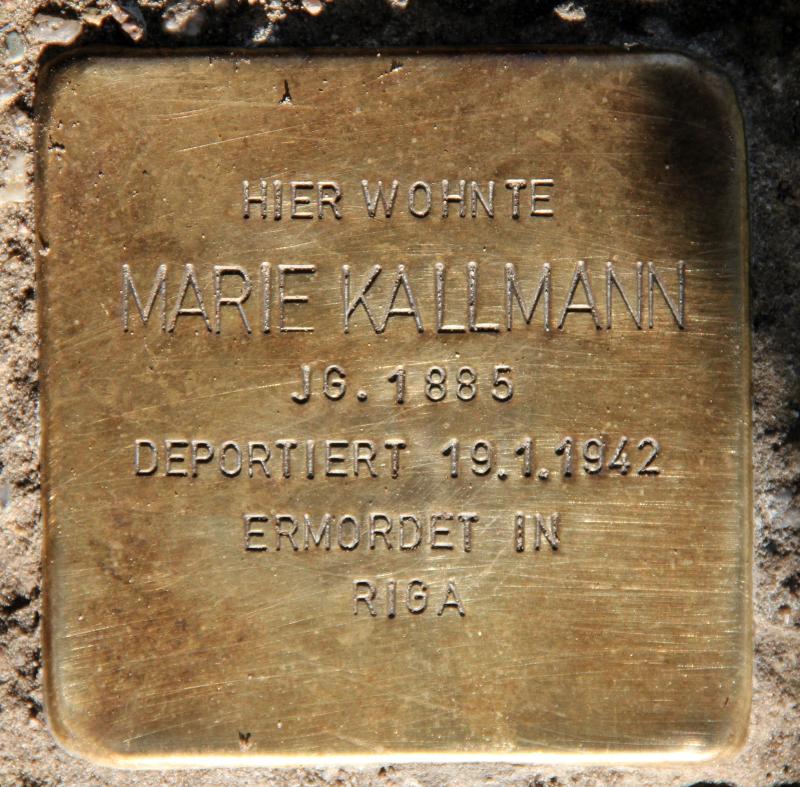 HIER WOHNTE
MARIE KALLMANN
JG. 1885
DEPORTIERT 19.1.1942
ERMORDET IN
RIGA